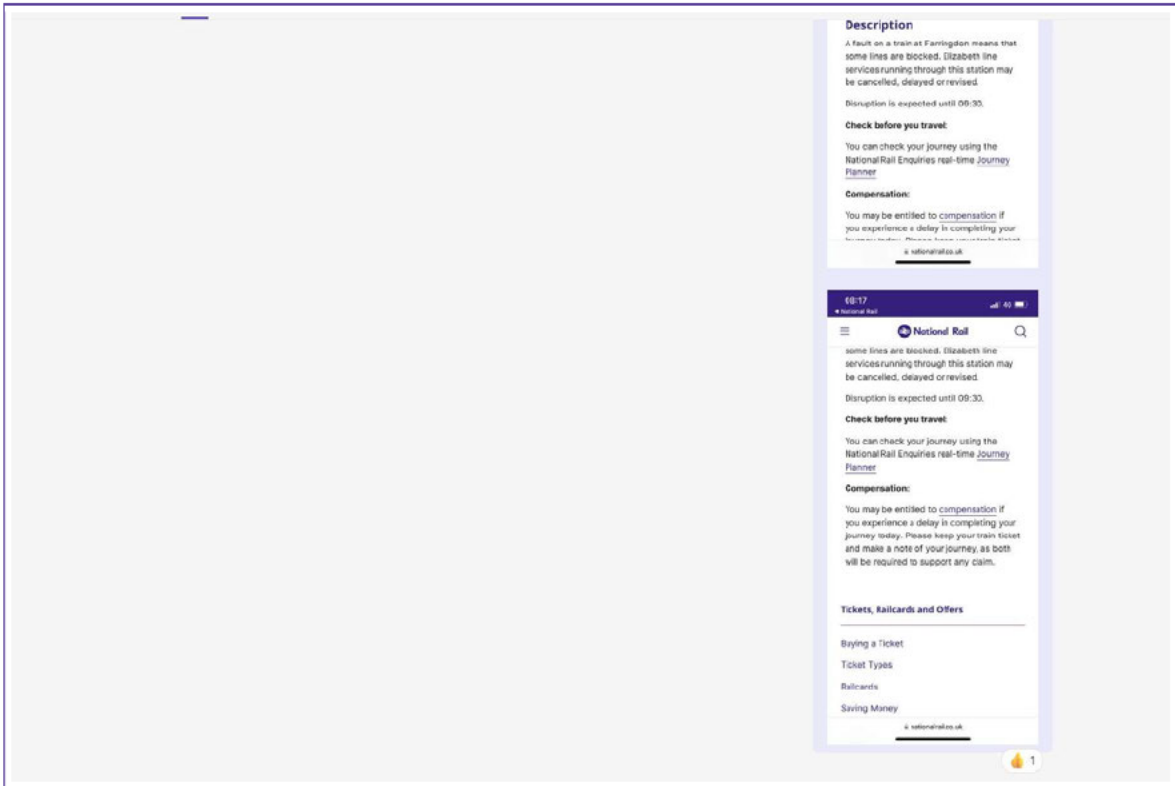 Description
A fault on a train at Farringdon means that
some lines are blocked. Elizabeth line
services running through this station may
be cancelled, delayed or revised.
Disruption is expected until 09:30.
Check before you travel:
You can check your journey using the
National Rail Enquiries real-time Journey
Planner
Compensation:
You may be entitled to compensation if
you experience a delay in completing your
journey today. Please keep your train ticket
nationalrail.co.uk
08:17
4G
◀ National Rail
National Rail
some lines are blocked. Elizabeth line
services running through this station may
be cancelled, delayed or revised.
Disruption is expected until 09:30.
Check before you travel:
You can check your journey using the
National Rail Enquiries real-time Journey
Planner
Compensation:
You may be entitled to compensation if
you experience a delay in completing your
journey today. Please keep your train ticket
and make a note of your journey, as both
will be required to support any claim.
Tickets, Railcards and Offers
Buying a Ticket
Ticket Types
Railcards
Saving Money
nationalrail.co.uk
1